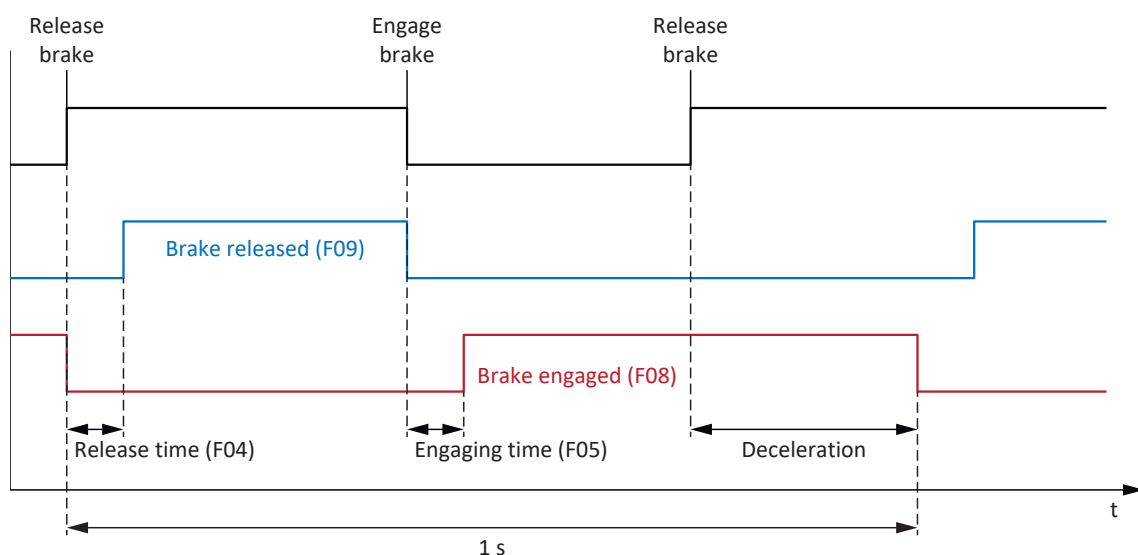 Release
brake
Engage
brake
Release
brake
Brake released (F09)
Brake engaged (F08)
Release time (F04)
Engaging time (F05)
Deceleration
t
1 s